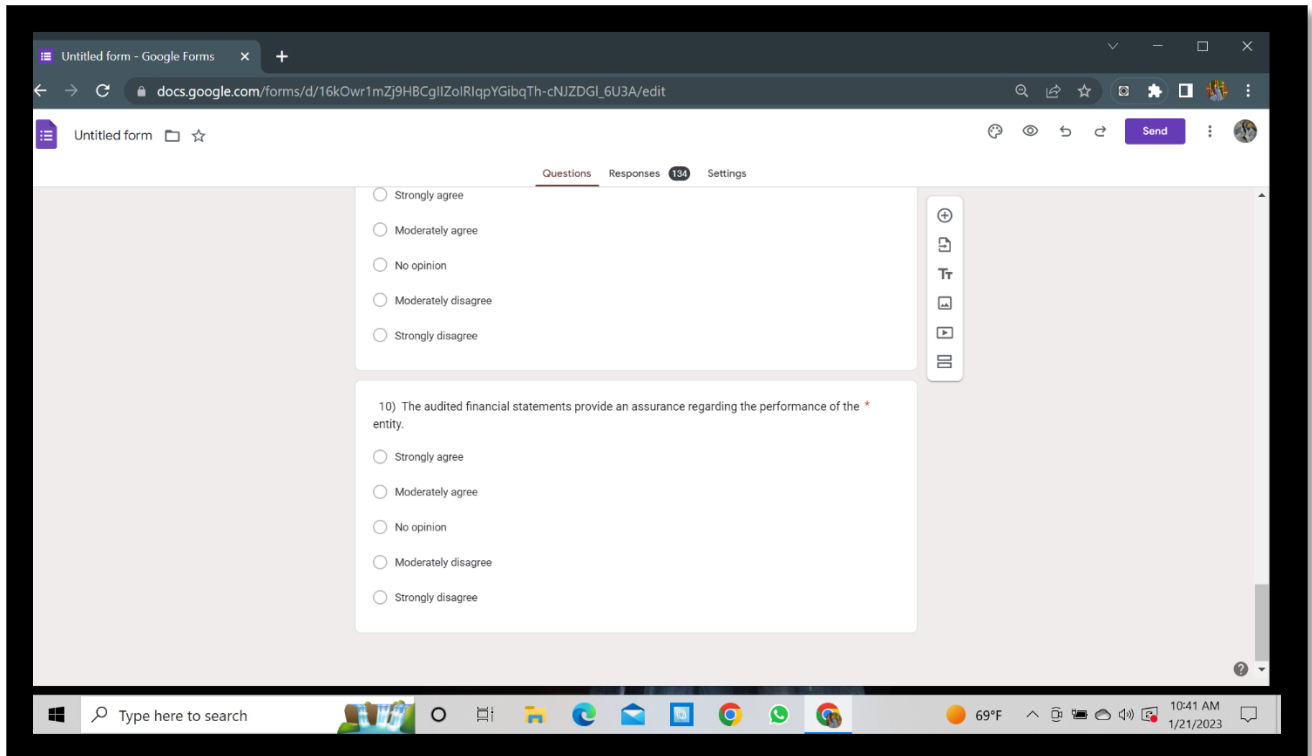 Untitled form - Google Forms
docs.google.com/forms/d/16kOwr1mZj9HBCgIIZolRIqpYGibqTh-cNJZDGl_6U3A/edit
Untitled form
Send
Questions Responses 134 Settings
Strongly agree
Moderately agree
No opinion
Moderately disagree
Strongly disagree
Tт
10) The audited financial statements provide an assurance regarding the performance of the *
entity.
Strongly agree
Moderately agree
No opinion
Moderately disagree
Strongly disagree
Type here to search
69°F
10:41 AM
1/21/2023